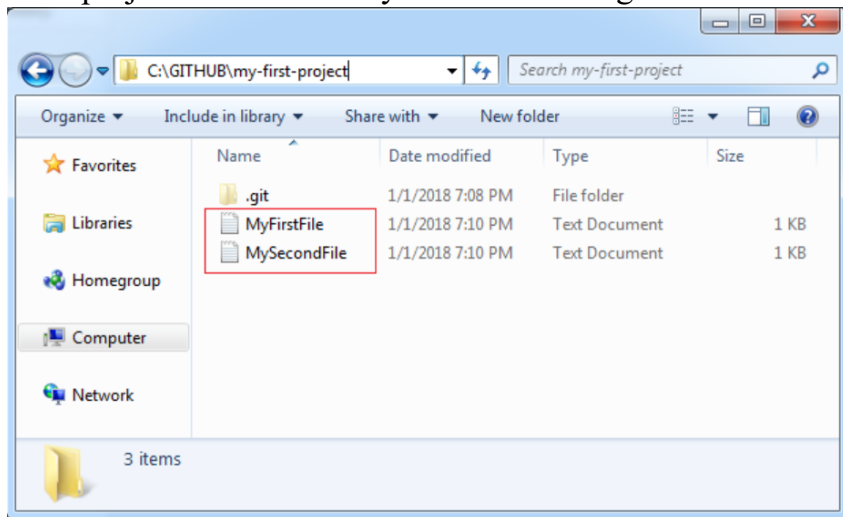 C:\GITHUB\my-first-project
Search my-first-project
Organize Include in library Share with New folder
Name Date modified Type Size
Favorites
Libraries
Homegroup
Computer
Network
.git 1/1/2018 7:08 PM File folder
MyFirstFile 1/1/2018 7:10 PM Text Document 1 KB
MySecondFile 1/1/2018 7:10 PM Text Document 1 KB
3 items